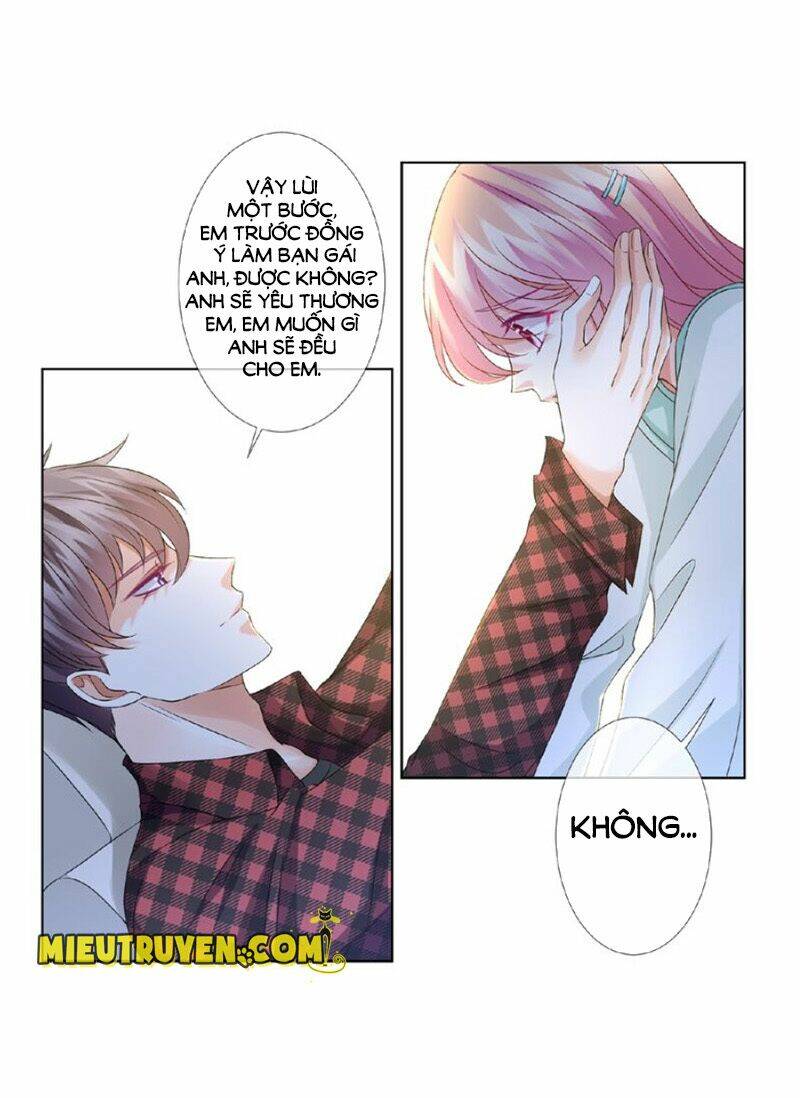 VẬY LÙI
MỘT BƯỚC,
EM TRƯỚC ĐỒNG
Ý LÀM BẠN GÁI
ANH, ĐƯỢC KHÔNG?
ANH SẼ YÊU THƯƠNG
EM, EM MUỐN GÌ
ANH SẼ ĐỀU
CHO EM.
KHÔNG...
MIEUTRUYEN.COM